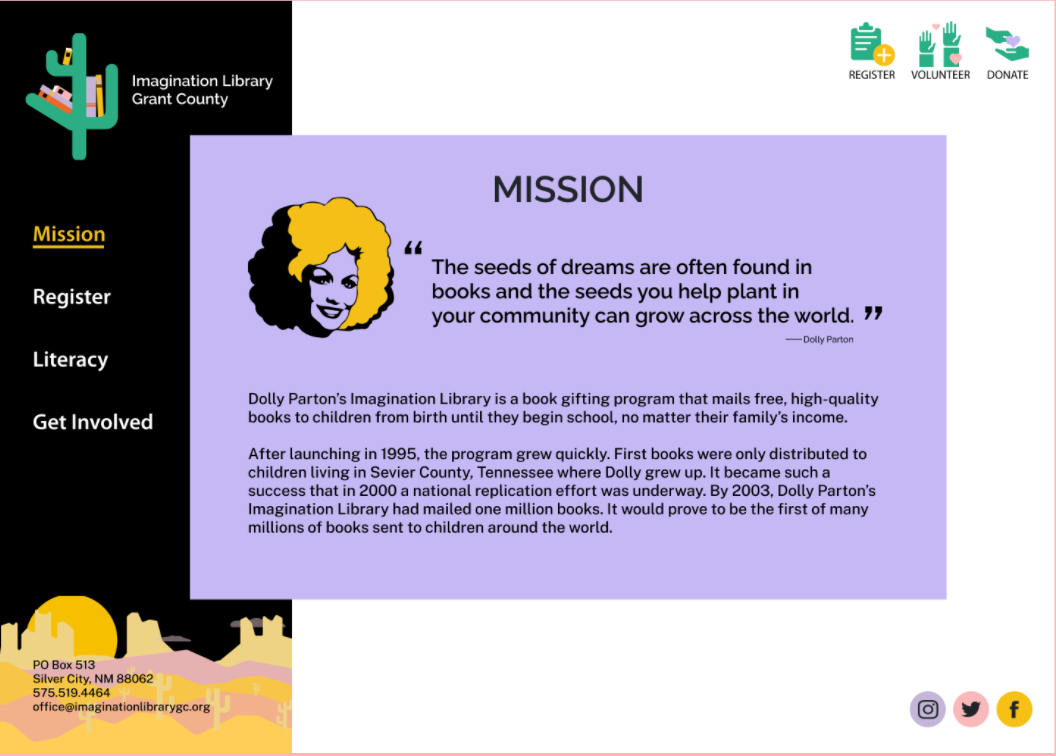 Imagination Library
Grant County
REGISTER
VOLUNTEER
DONATE
Mission
Register
Literacy
Get Involved
MISSION
“ The seeds of dreams are often found in
books and the seeds you help plant in
your community can grow across the world. ”
—— Dolly Parton
Dolly Parton’s Imagination Library is a book gifting program that mails free, high-quality
books to children from birth until they begin school, no matter their family’s income.
After launching in 1995, the program grew quickly. First books were only distributed to
children living in Sevier County, Tennessee where Dolly grew up. It became such a
success that in 2000 a national replication effort was underway. By 2003, Dolly Parton’s
Imagination Library had mailed one million books. It would prove to be the first of many
millions of books sent to children around the world.
PO Box 513
Silver City, NM 88062
575.519.4464
office@imaginationlibrarygc.org